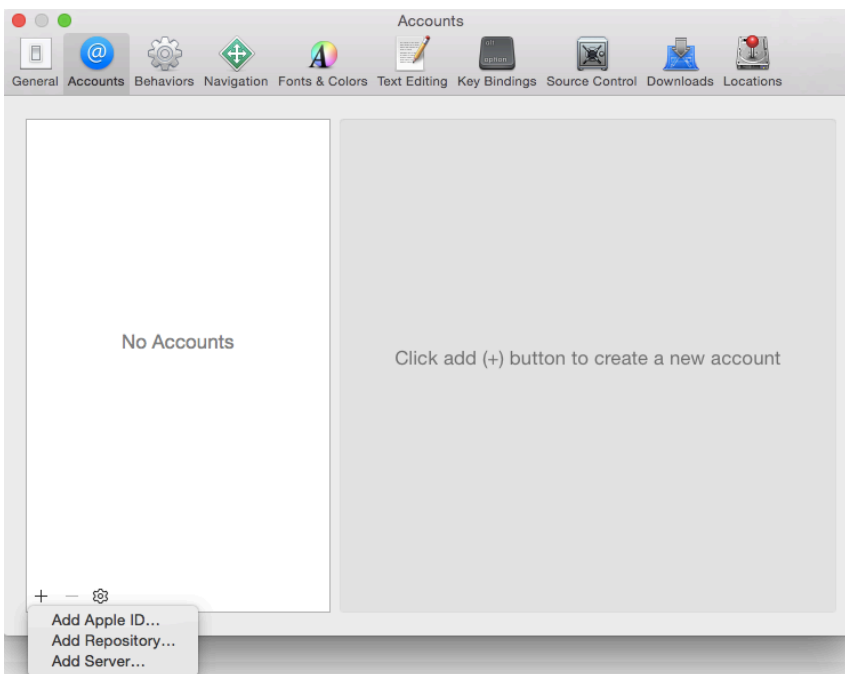 Accounts
General Accounts Behaviors Navigation Fonts & Colors Text Editing Key Bindings Source Control Downloads Locations
No Accounts
Click add (+) button to create a new account
Add Apple ID...
Add Repository...
Add Server...